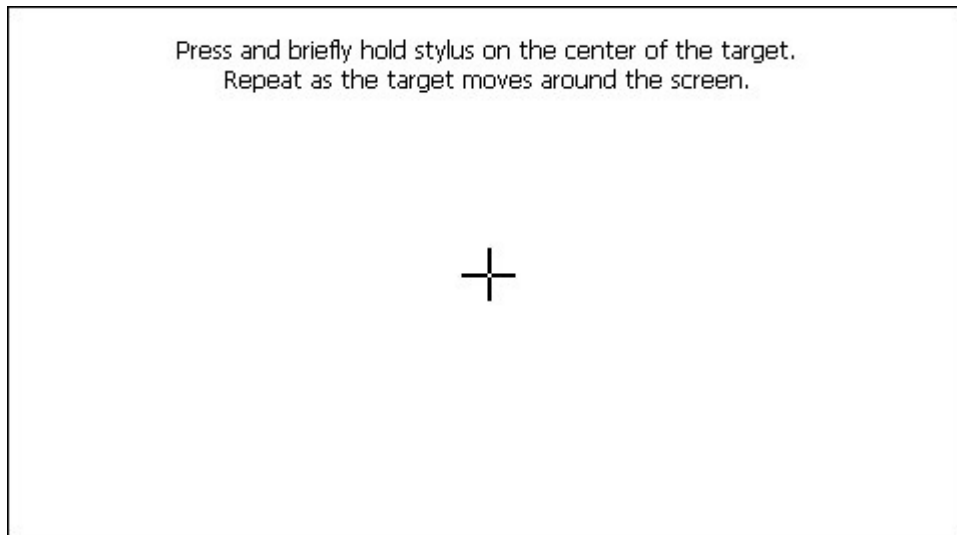 Press and briefly hold stylus on the center of the target.
Repeat as the target moves around the screen.